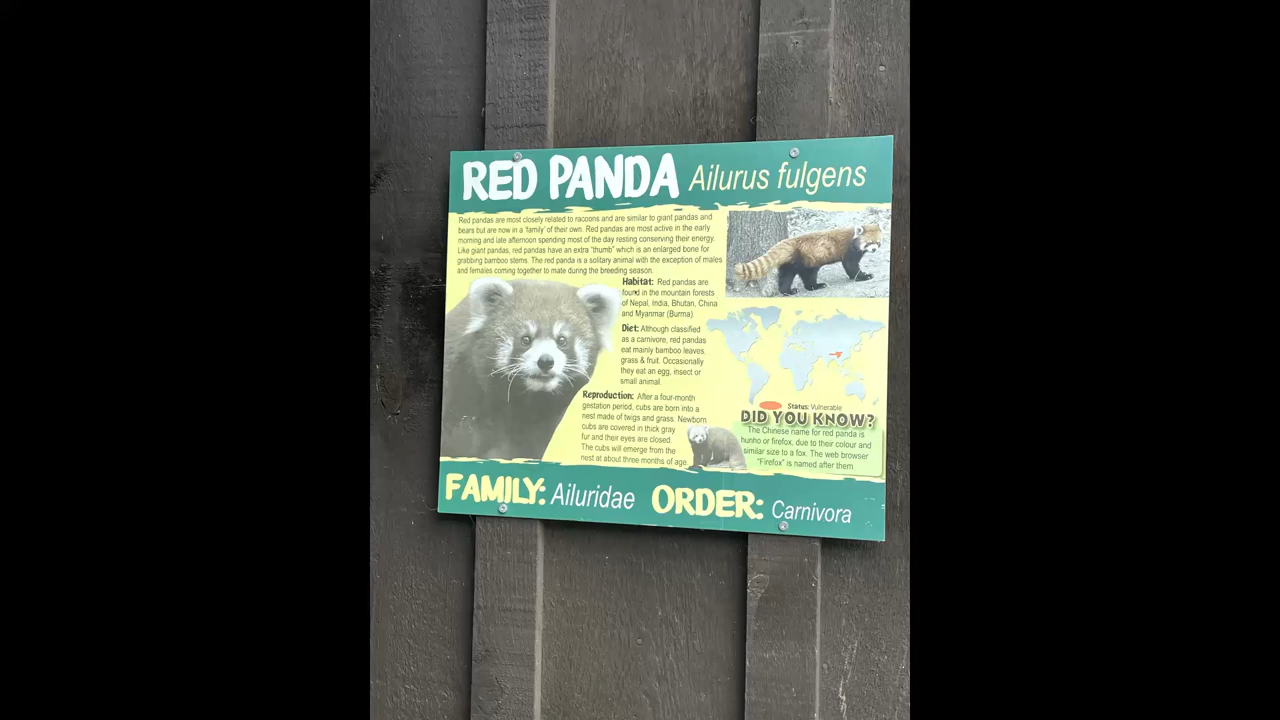 RED PANDA Ailurus fulgens
Red pandas are most closely related to racoons and are similar to giant pandas and
bears but are now in a 'family' of their own. Red pandas are most active in the early
morning and late afternoon spending most of the day resting conserving their energy.
Like giant pandas, red pandas have an extra "thumb" which is an enlarged bone for
grabbing bamboo stems. The red panda is a solitary animal with the exception of males
and females coming together to mate during the breeding season.
Habitat: Red pandas are
found in the mountain forests
of Nepal, India, Bhutan, China
and Myanmar (Burma)
Diet: Although classified
as a carnivore, red pandas
eat mainly bamboo leaves,
grass & fruit. Occasionally
they eat an egg, insect or
small animal.
Reproduction: After a four-month
gestation period, cubs are born into a
nest made of twigs and grass. Newborn
cubs are covered in thick gray
fur and their eyes are closed.
The cubs will emerge from the
nest at about three months of age.
Status: Vulnerable
DID YOU KNOW?
The Chinese name for red panda is
hunho or firefox, due to their colour and
similar size to a fox. The web browser
"Firefox" is named after them
FAMILY: Ailuridae ORDER: Carnivora